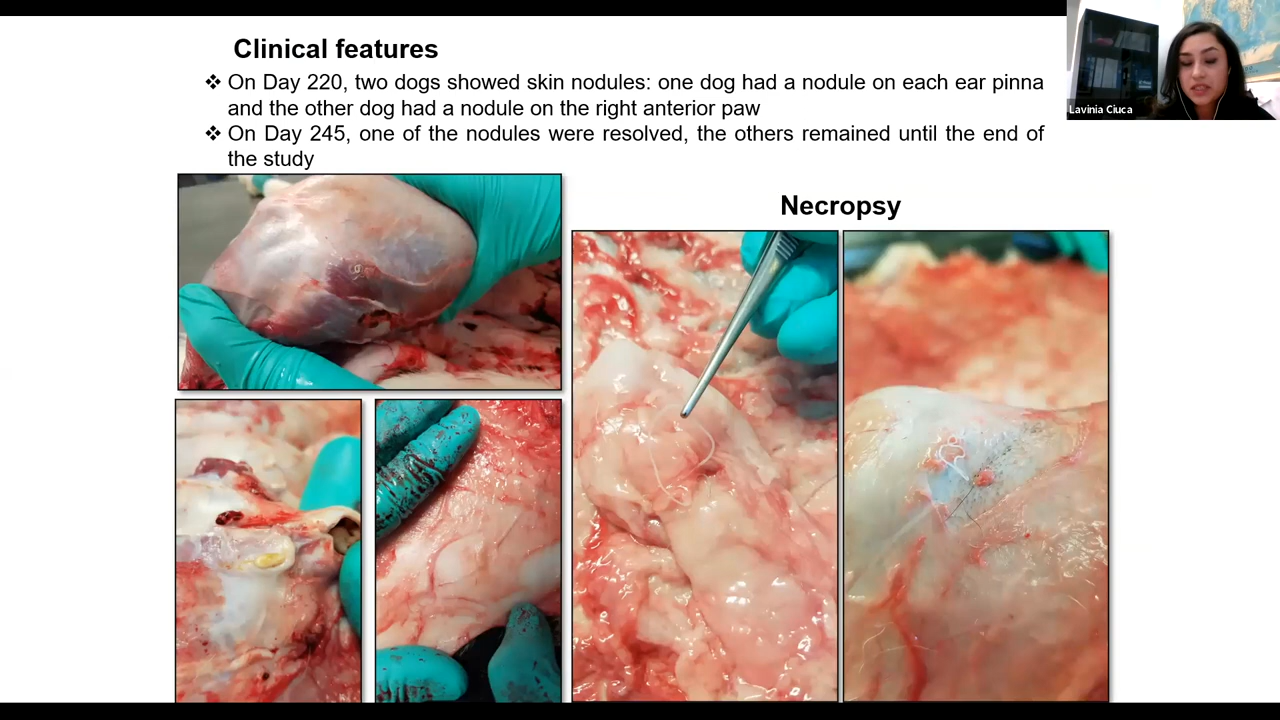 Clinical features
❖ On Day 220, two dogs showed skin nodules: one dog had a nodule on each ear pinna
and the other dog had a nodule on the right anterior paw
❖ On Day 245, one of the nodules were resolved, the others remained until the end of
the study
Necropsy
Lavinia Ciuca